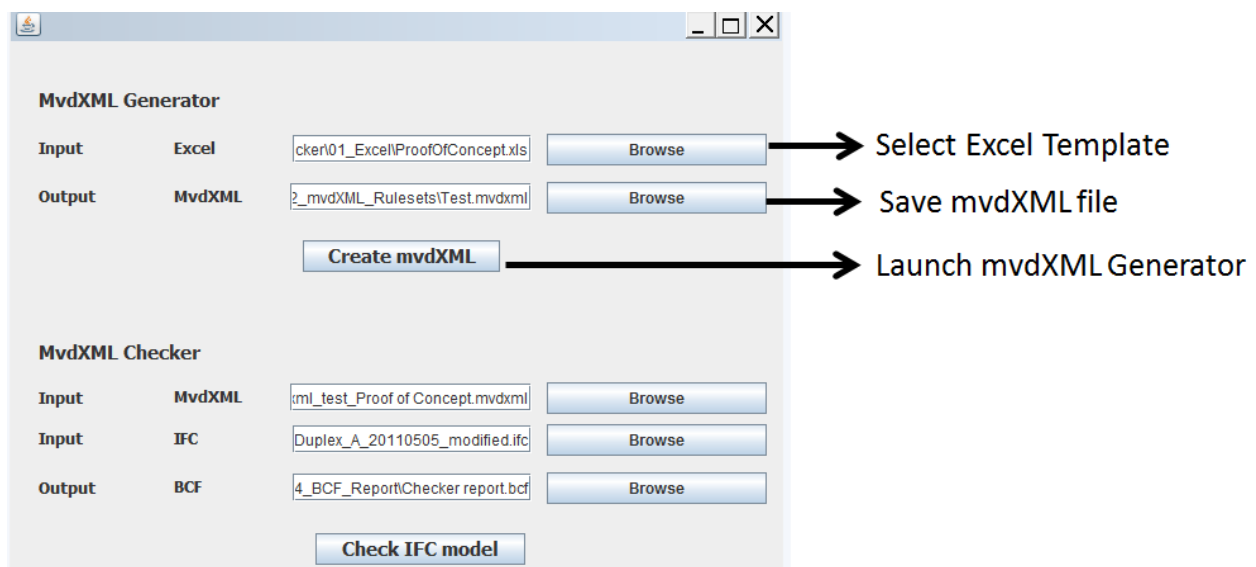 MvdXML Generator
Input Excel cker\01_Excel\ProofOfConcept.xls Browse Select Excel Template
Output MvdXML 2_mvdXML_Rulesets\Test.mvdxml Browse Save mvdXML file
Create mvdXML Launch mvdXML Generator
MvdXML Checker
Input MvdXML xml_test_Proof of Concept.mvdxml Browse
Input IFC Duplex_A_20110505_modified.ifc Browse
Output BCF 4_BCF_Report\Checker report.bcf Browse
Check IFC model